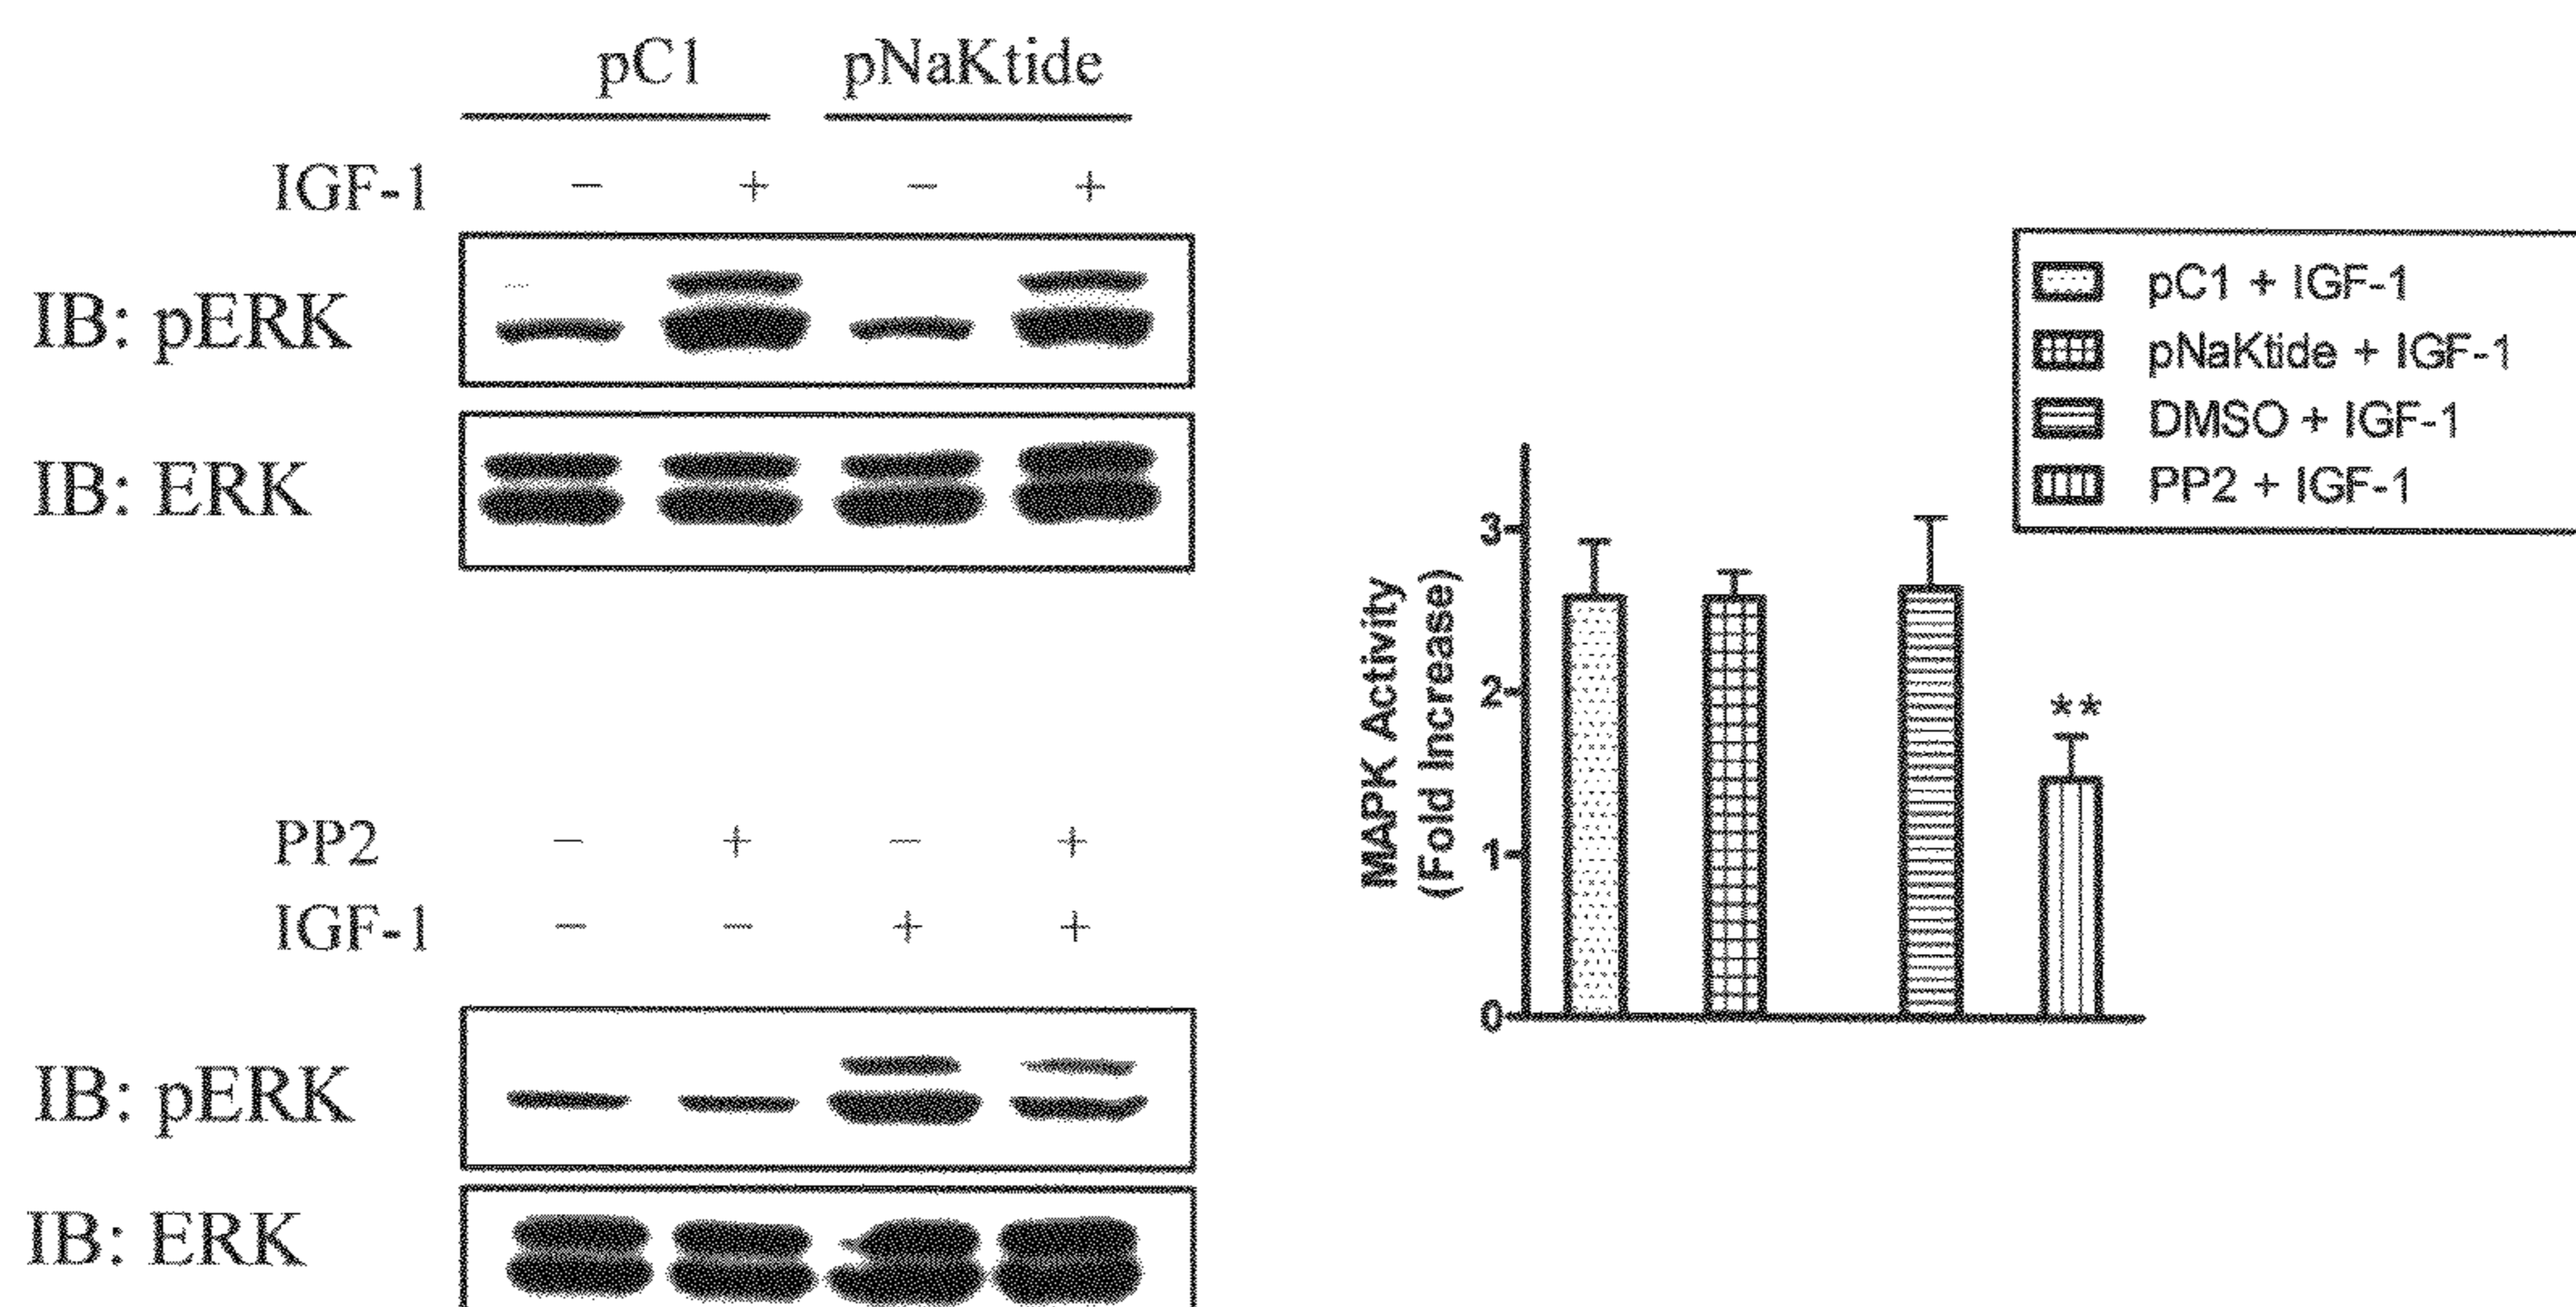 pC1 pNaKtide
IGF-1 − + − +
IB: pERK
IB: ERK
PP2 − + − +
IGF-1 − − + +
IB: pERK
IB: ERK
pC1 + IGF-1
pNaKtide + IGF-1
DMSO + IGF-1
PP2 + IGF-1
MAPK Activity
(Fold Increase)
3
2
1
0
**